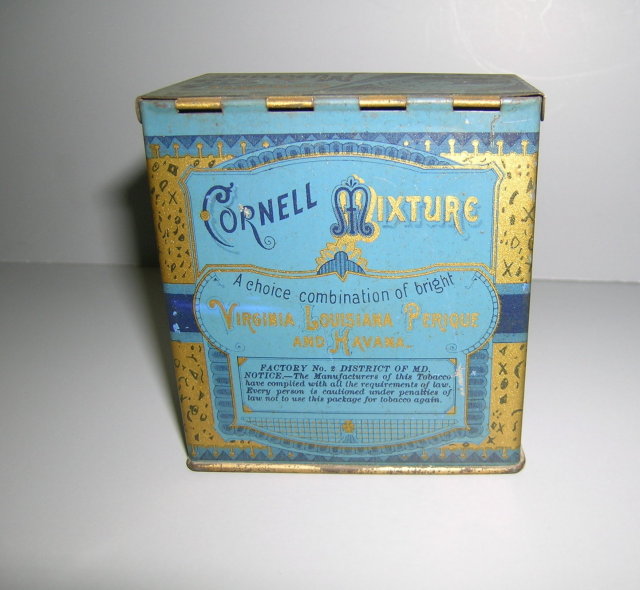 CORNELL MIXTURE
A choice combination of bright
VIRGINIA LOUISIANA PERIQUE
AND HAVANA.
FACTORY No. 2 DISTRICT OF MD.
NOTICE.—The Manufacturers of this Tobacco
have complied with all the requirements of law.
Every person is cautioned under penalties of
law not to use this package for tobacco again.